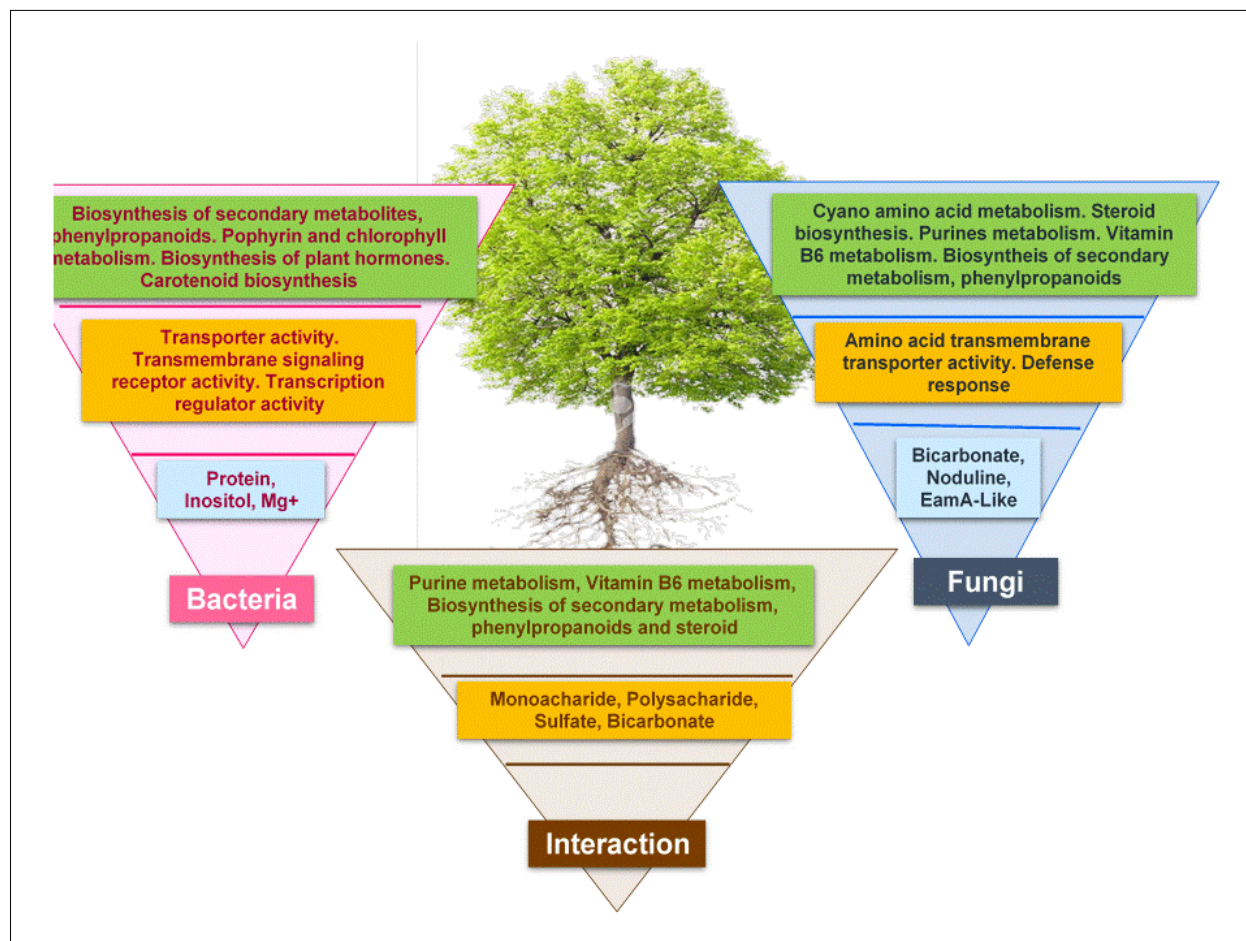 Biosynthesis of secondary metabolites,
phenylpropanoids. Pophyrin and chlorophyll
metabolism. Biosynthesis of plant hormones.
Carotenoid biosynthesis
Transporter activity.
Transmembrane signaling
receptor activity. Transcription
regulator activity
Protein,
Inositol, Mg+
Bacteria
Cyano amino acid metabolism. Steroid
biosynthesis. Purines metabolism. Vitamin
B6 metabolism. Biosyntheis of secondary
metabolism, phenylpropanoids
Amino acid transmembrane
transporter activity. Defense
response
Bicarbonate,
Noduline,
EamA-Like
Fungi
Purine metabolism, Vitamin B6 metabolism,
Biosynthesis of secondary metabolism,
phenylpropanoids and steroid
Monoacharide, Polysacharide,
Sulfate, Bicarbonate
Interaction